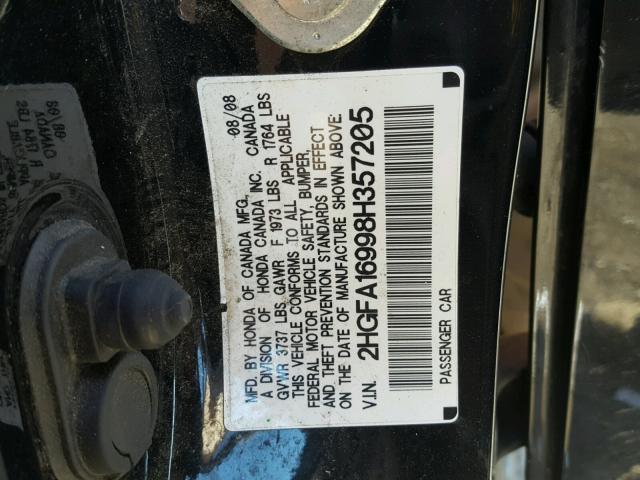 MFD. BY HONDA OF CANADA MFG. 08/08
A DIVISION OF HONDA CANADA INC. CANADA
GVWR 3737 LBS. GAWR F 1973 LBS R 1764 LBS
THIS VEHICLE CONFORMS TO ALL APPLICABLE
FEDERAL MOTOR VEHICLE SAFETY, BUMPER,
AND THEFT PREVENTION STANDARDS IN EFFECT
ON THE DATE OF MANUFACTURE SHOWN ABOVE.
V.I.N. 2HGFA16998H357205
PASSENGER CAR